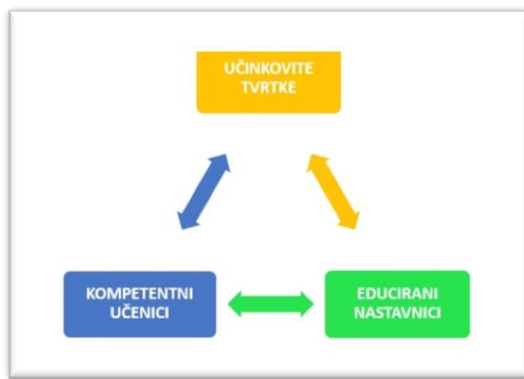 UČINKOVITE
TVRTKE
KOMPETENTNI
UČENICI
EDUCIRANI
NASTAVNICI